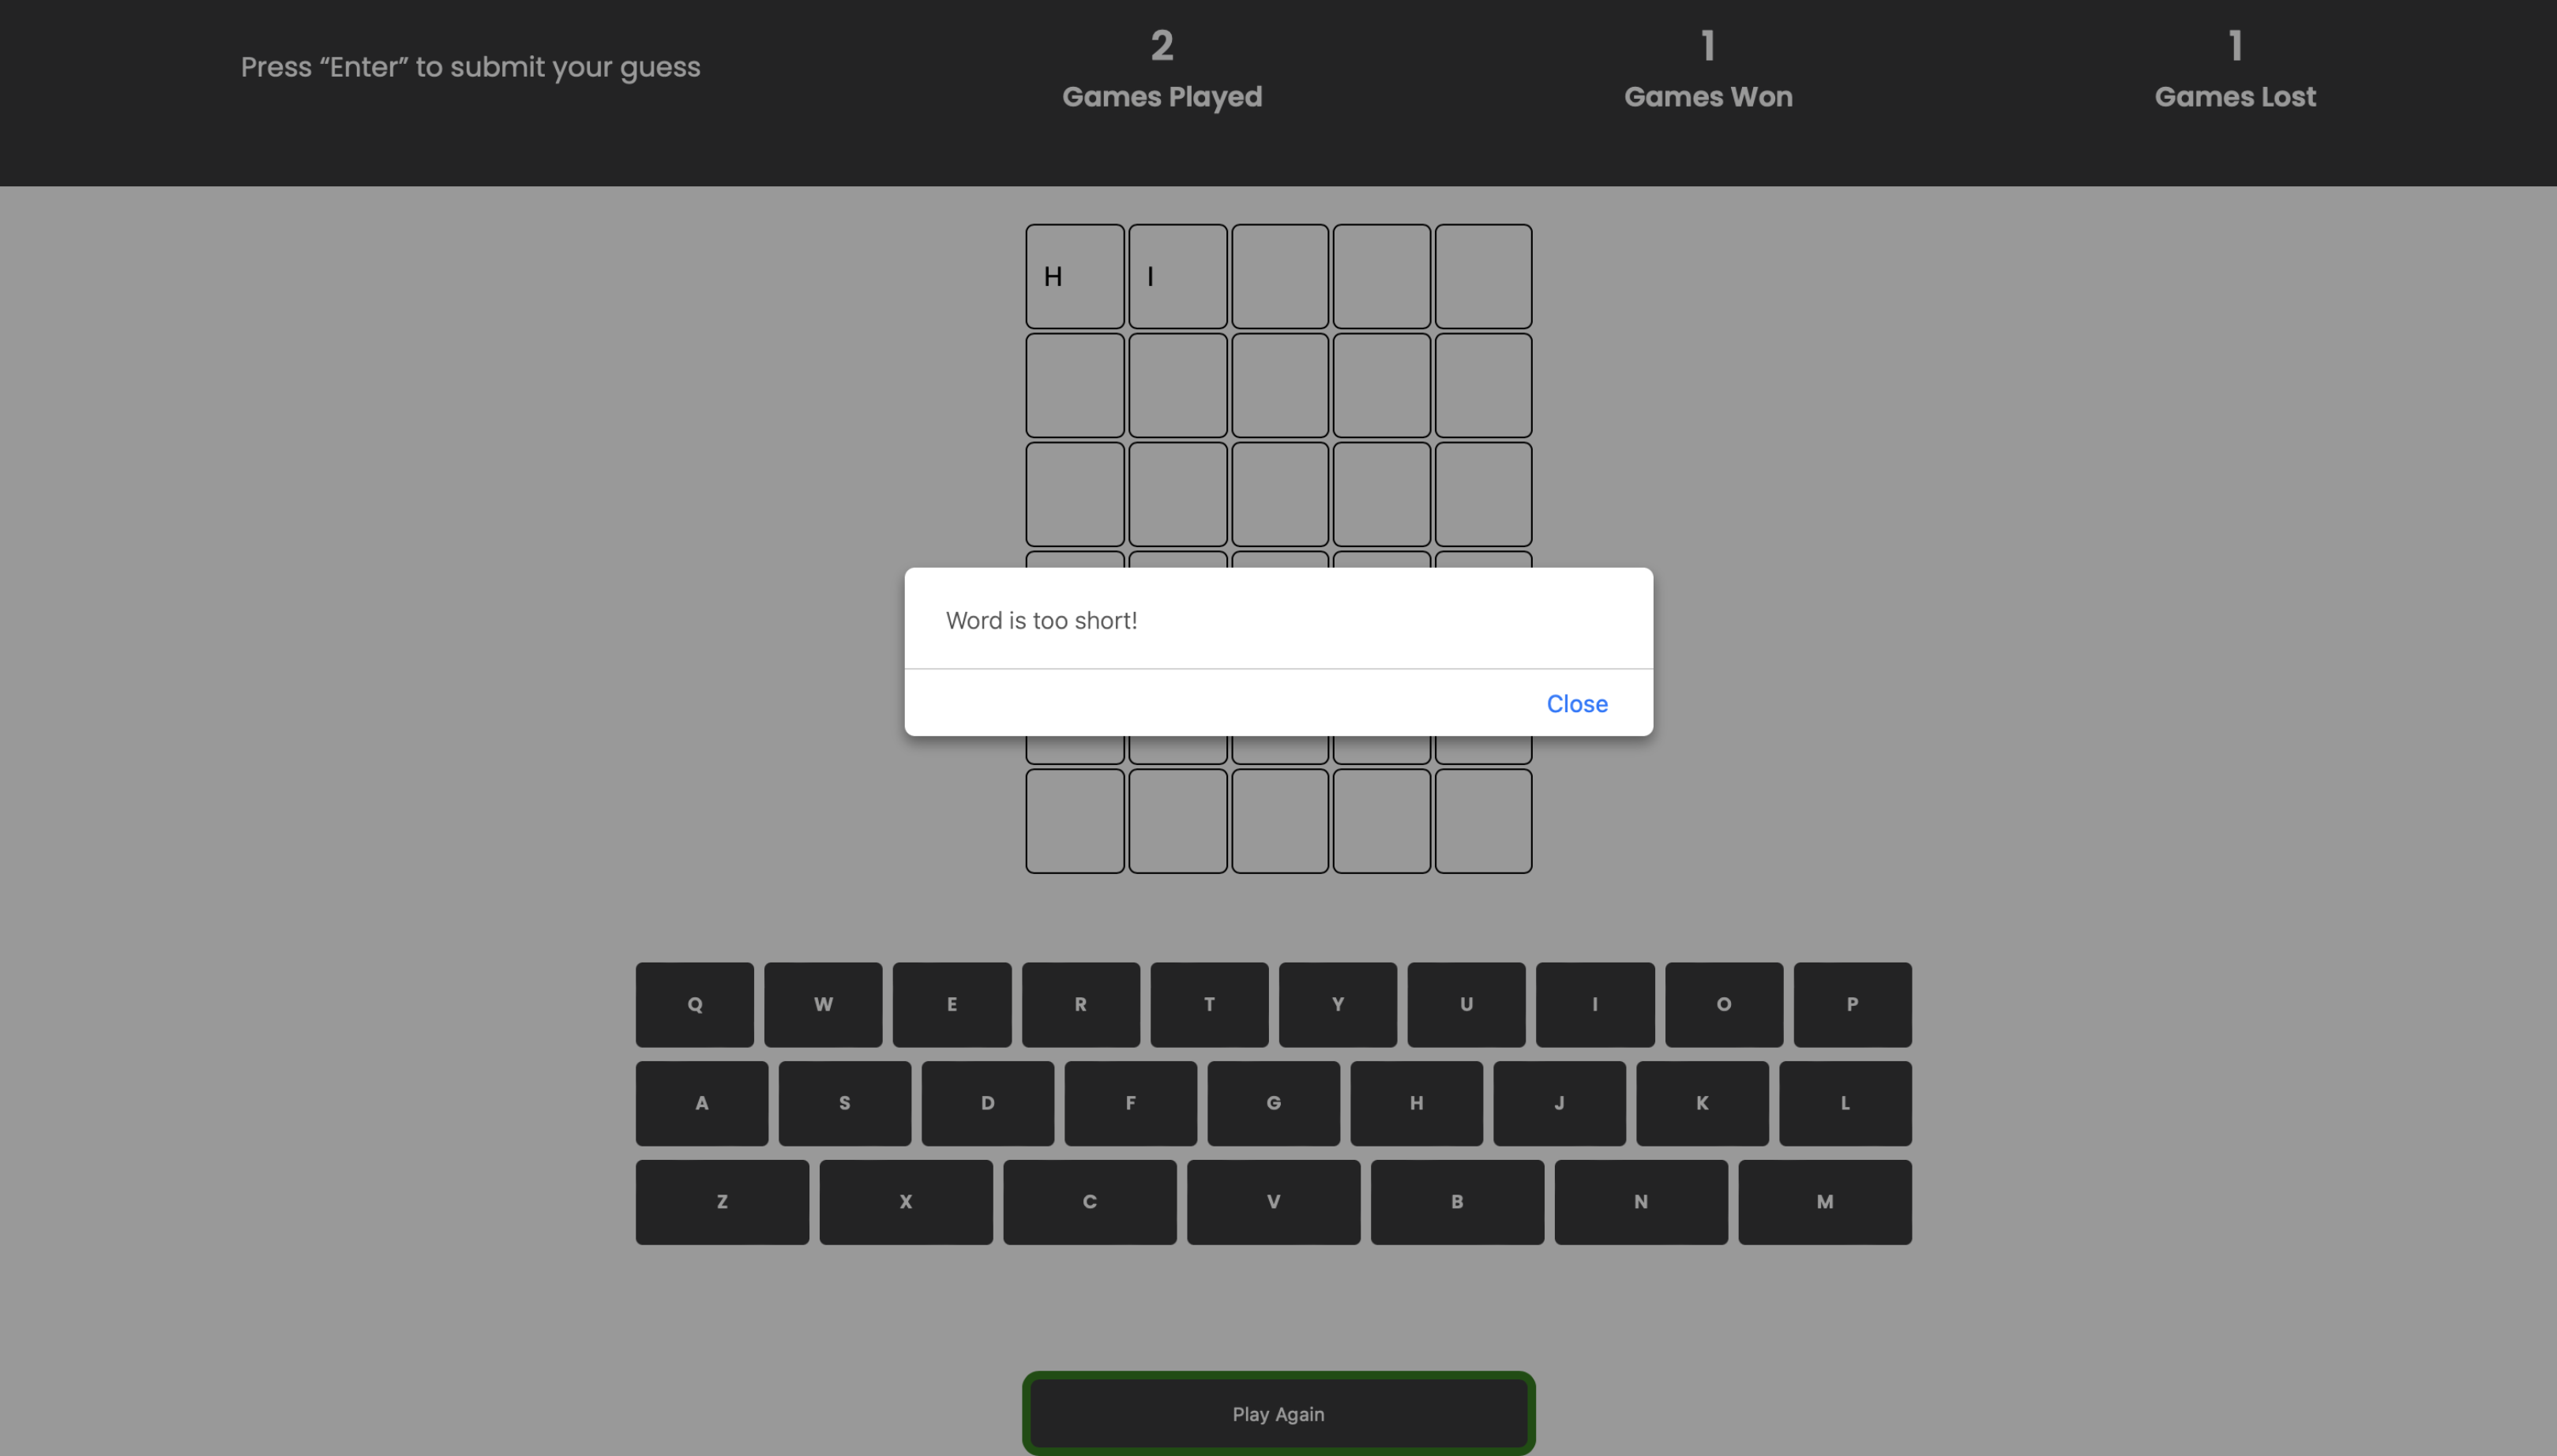 Press “Enter” to submit your guess
2
Games Played
1
Games Won
1
Games Lost
H I
Word is too short!
Close
Q W E R T Y U I O P
A S D F G H J K L
Z X C V B N M
Play Again